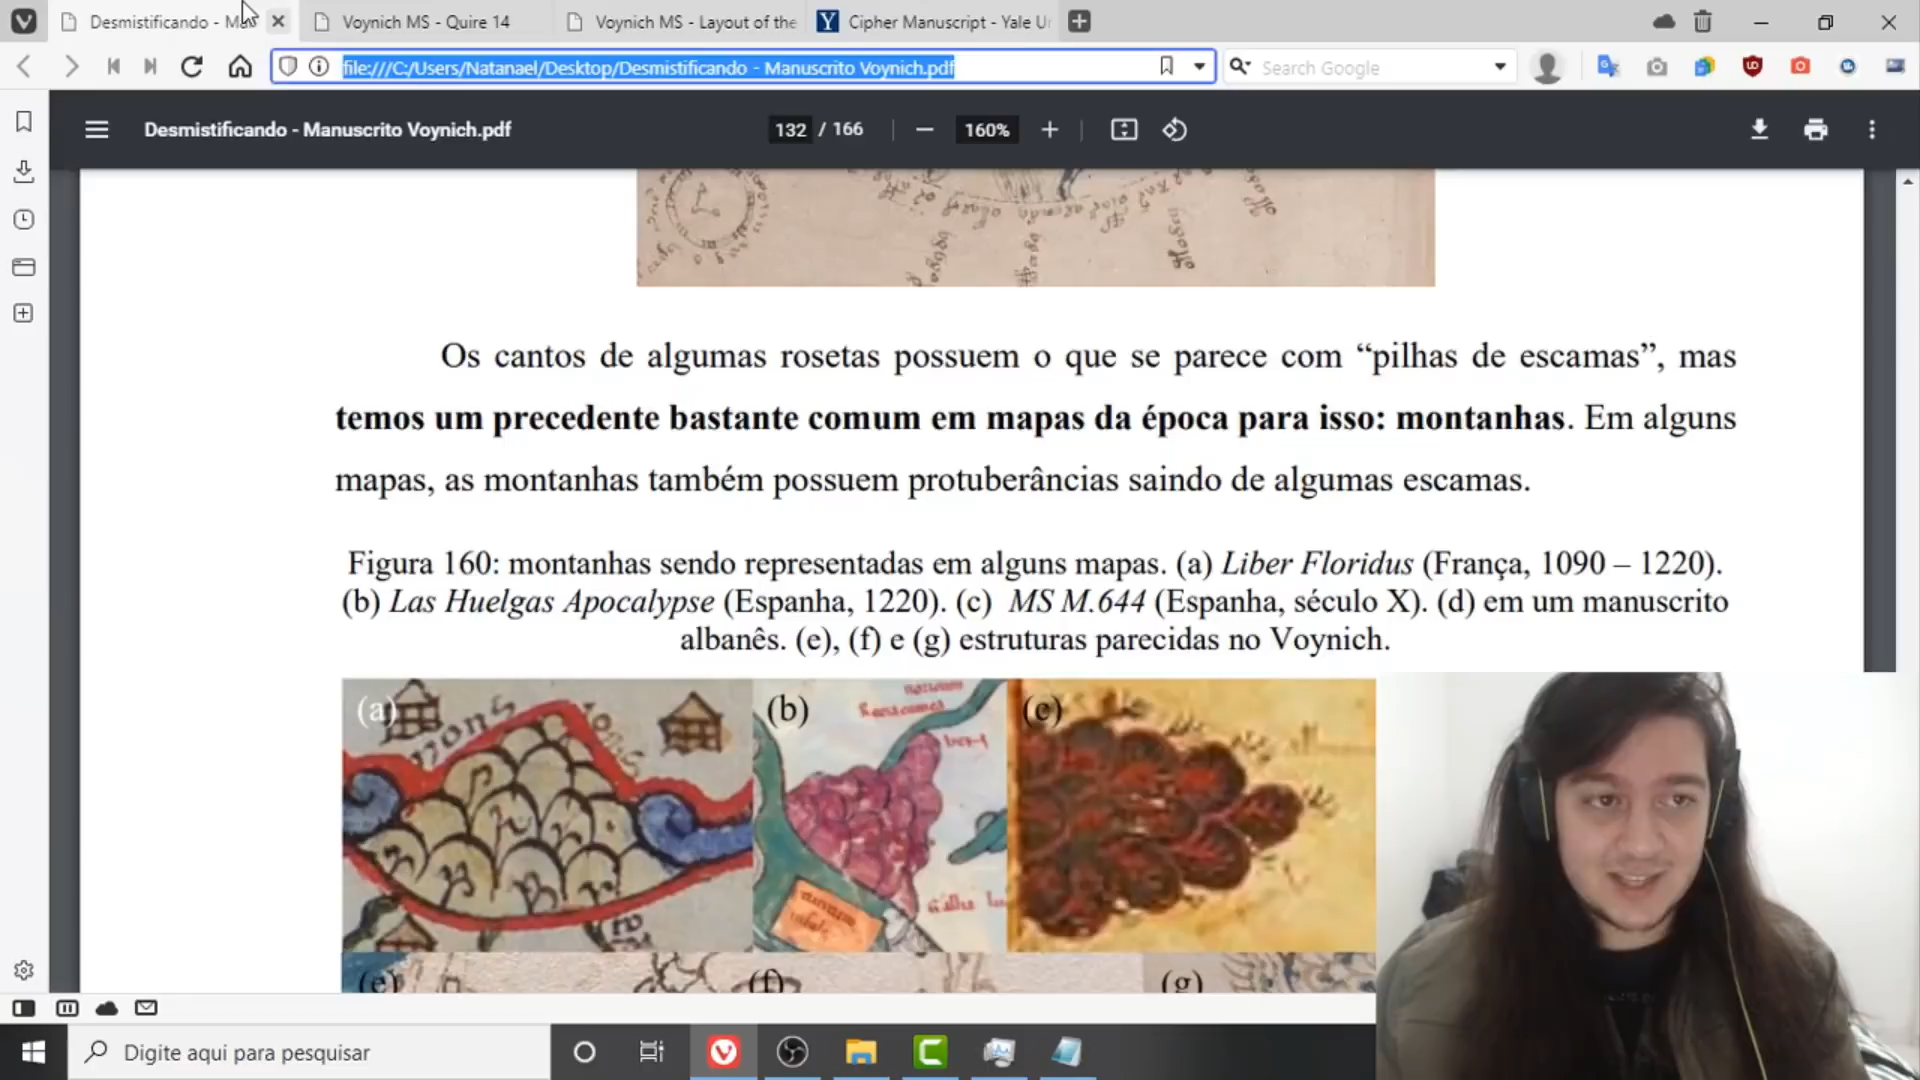 Desmistificando - Ma
Voynich MS - Quire 14
Voynich MS - Layout of the
Cipher Manuscript - Yale Un
file:///C:/Users/Natanael/Desktop/Desmistificando - Manuscrito Voynich.pdf
Search Google
Desmistificando - Manuscrito Voynich.pdf
132 / 166
160%
Os cantos de algumas rosetas possuem o que se parece com “pilhas de escamas”, mas
temos um precedente bastante comum em mapas da época para isso: montanhas. Em alguns
mapas, as montanhas também possuem protuberâncias saindo de algumas escamas.
Figura 160: montanhas sendo representadas em alguns mapas. (a) Liber Floridus (França, 1090 – 1220).
(b) Las Huelgas Apocalypse (Espanha, 1220). (c) MS M.644 (Espanha, século X). (d) em um manuscrito
albanês. (e), (f) e (g) estruturas parecidas no Voynich.
(a)
(b)
(c)
(e)
(f)
(g)
Digite aqui para pesquisar